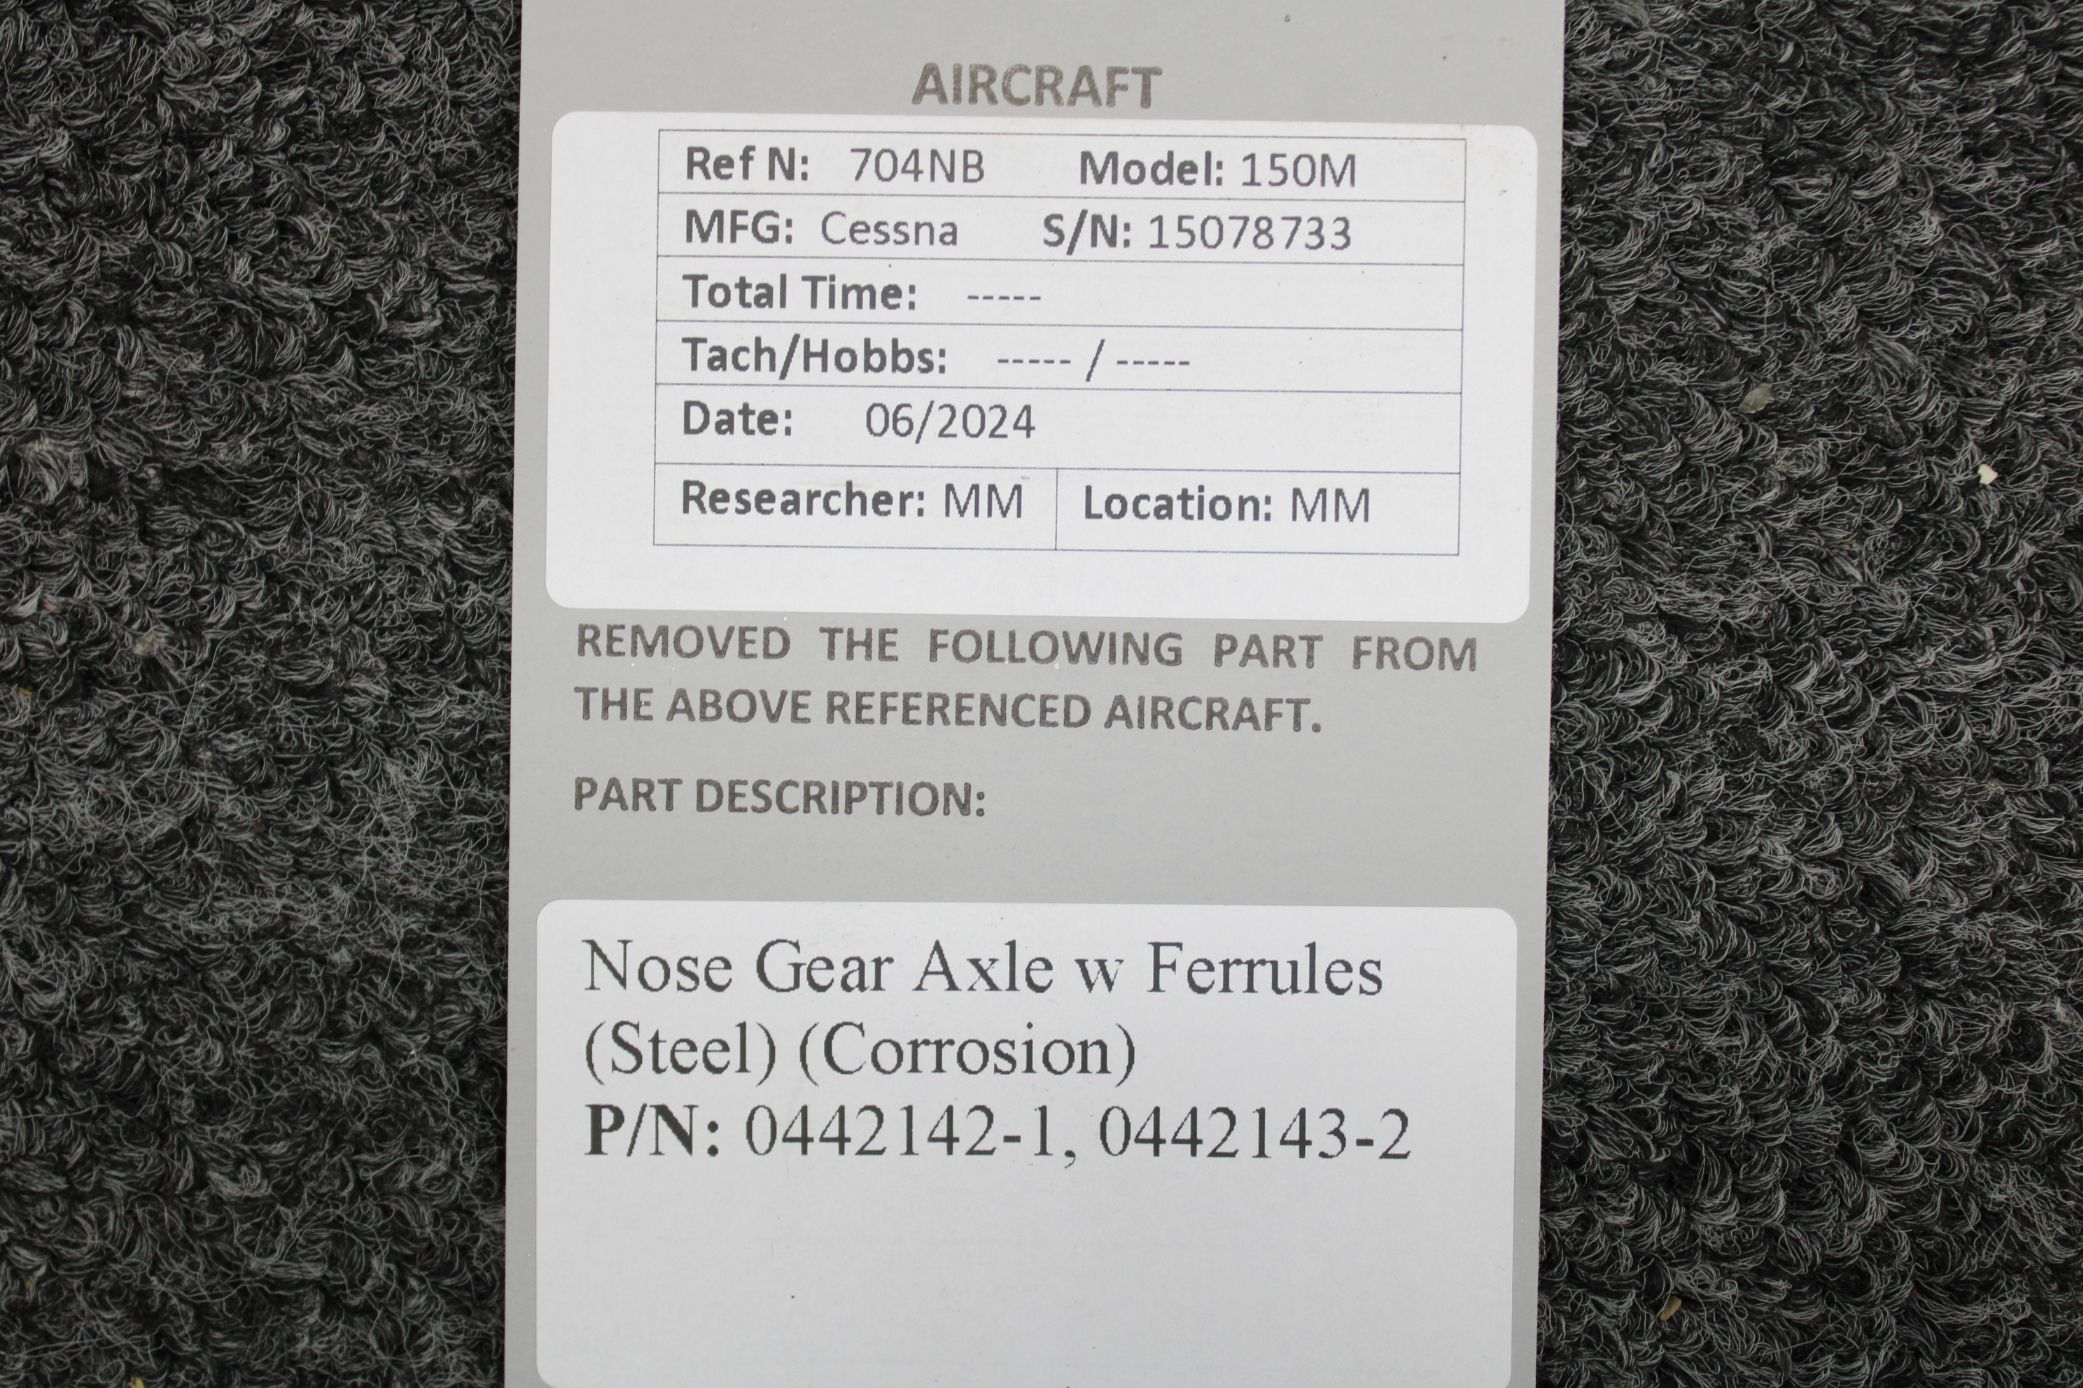 AIRCRAFT
Ref N: 704NB Model: 150M
MFG: Cessna S/N: 15078733
Total Time: -----
Tach/Hobbs: ----- / -----
Date: 06/2024
Researcher: MM Location: MM
REMOVED THE FOLLOWING PART FROM
THE ABOVE REFERENCED AIRCRAFT.
PART DESCRIPTION:
Nose Gear Axle w Ferrules
(Steel) (Corrosion)
P/N: 0442142-1, 0442143-2